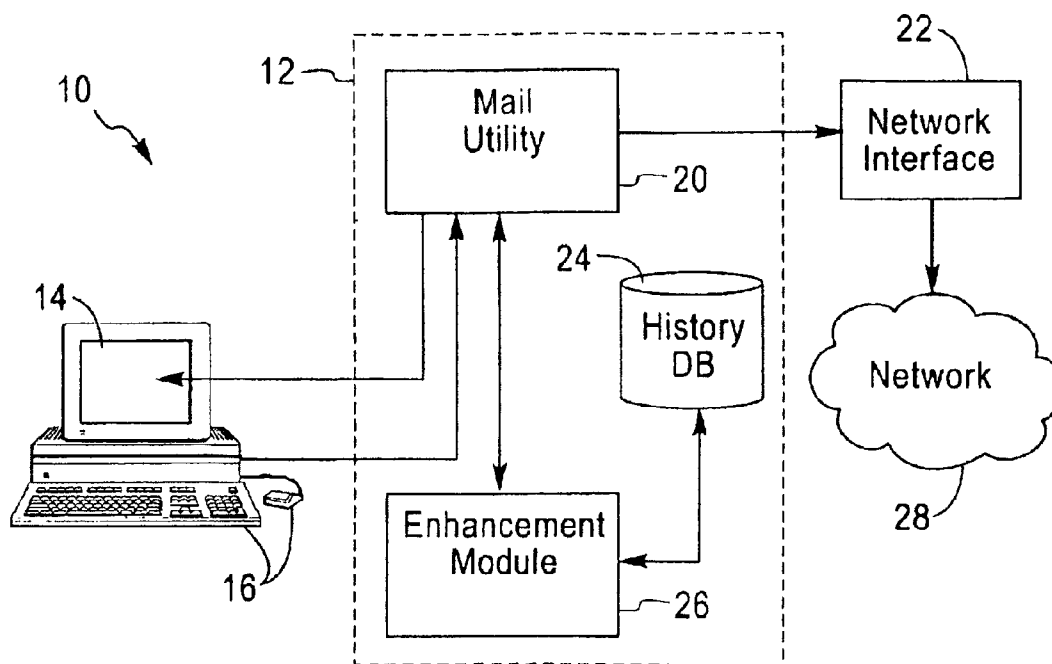 10
12
14
16
Mail
Utility
20
22
Network
Interface
24
History
DB
Network
28
Enhancement
Module
26